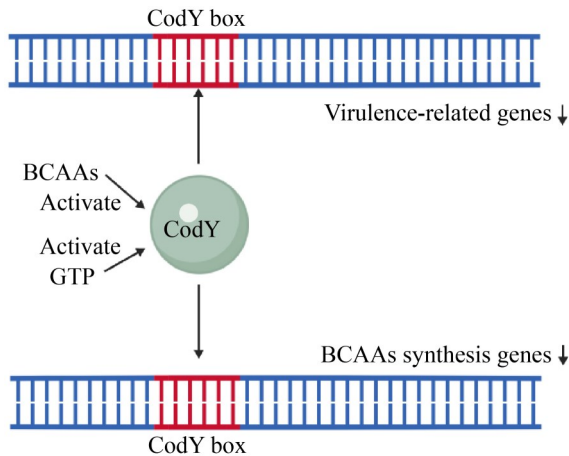 CodY box
Virulence-related genes ↓
BCAAs
Activate
CodY
Activate
GTP
BCAAs synthesis genes ↓
CodY box